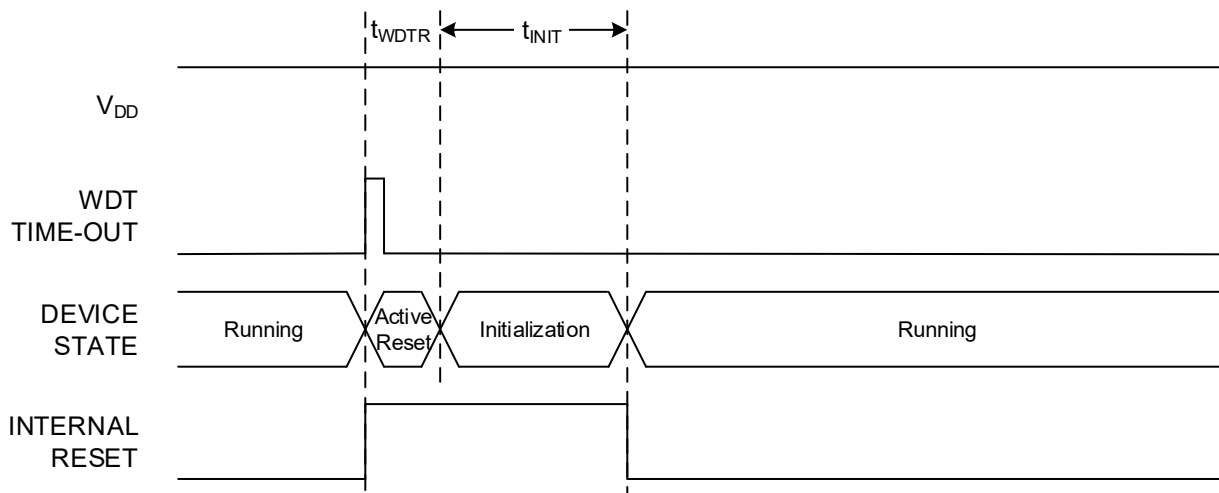 tWDTR
tINIT
VDD
WDT
TIME-OUT
DEVICE
STATE
Running
Active
Reset
Initialization
Running
INTERNAL
RESET